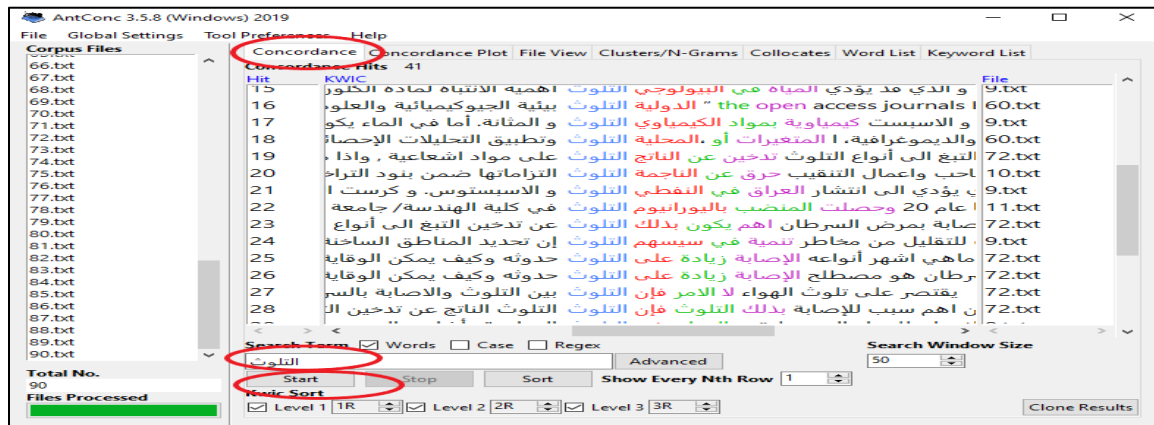 AntConc 3.5.8 (Windows) 2019
File Global Settings Tool Preferences Help
Corpus Files
66.txt
67.txt
68.txt
69.txt
70.txt
71.txt
72.txt
73.txt
74.txt
75.txt
76.txt
77.txt
78.txt
79.txt
80.txt
81.txt
82.txt
83.txt
84.txt
85.txt
86.txt
87.txt
88.txt
89.txt
90.txt
Total No.
90
Files Processed
Concordance Concordance Plot File View Clusters/N-Grams Collocates Word List Keyword List
Concordance Hits 41
Hit KWIC File
15 و الذي قد يؤدي المياه في البيولوجي التلوث اهمية الانتباه لمادة الكلور 9.txt
16 the open access journals " الدولية التلوث بيئية الجيوكيميائية والعلو 60.txt
17 و الاسبست كيمياوية بمواد الكيمياوي التلوث و المثانة. أما في الماء يكو 9.txt
18 والديموغرافية، ا المتغيرات أو ،المحلية التلوث وتطبيق التحليلات الإحصا 60.txt
19 التبغ الى أنواع التلوث تدخين عن الناتج التلوث على مواد اشعاعية , واذا 72.txt
20 احب واعمال التنقيب حرق عن الناجمة التلوث التزاماتها ضمن بنود التراخ 10.txt
21 ي يؤدي الى انتشار العراق في النفطي التلوث و الاسبستوس. و كرست ا 9.txt
22 ا عام 20 وحصلت المنضب باليورانيوم التلوث في كلية الهندسة/ جامعة 11.txt
23 صابة بمرض السرطان اهم يكون بذلك التلوث عن تدخين التبغ الى أنواع 72.txt
24 للتقليل من مخاطر تنمية في سيسهم التلوث إن تحديد المناطق الساخنة 9.txt
25 ماهي اشهر أنواعه الإصابة زيادة على التلوث حدوثه وكيف يمكن الوقاية 72.txt
26 رطان هو مصطلح الإصابة زيادة على التلوث حدوثه وكيف يمكن الوقاية 72.txt
27 يقتصر على تلوث الهواء لا الامر فإن التلوث بين التلوث والاصابة بالسر 72.txt
28 ن اهم سبب للإصابة بذلك التلوث فإن التلوث التلوث الناتج عن تدخين ال 72.txt
Search Term Words Case Regex Search Window Size
التلوث Advanced 50
Start Stop Sort Show Every Nth Row 1
Kwic Sort
Level 1 1R Level 2 2R Level 3 3R Clone Results